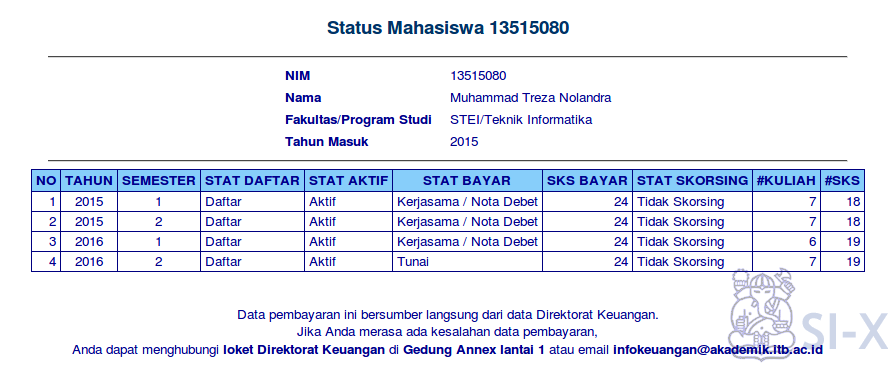 Status Mahasiswa 13515080
NIM 13515080
Nama Muhammad Treza Nolandra
Fakultas/Program Studi STEI/Teknik Informatika
Tahun Masuk 2015
NO TAHUN SEMESTER STAT DAFTAR STAT AKTIF STAT BAYAR SKS BAYAR STAT SKORSING #KULIAH #SKS
1 2015 1 Daftar Aktif Kerjasama / Nota Debet 24 Tidak Skorsing 7 18
2 2015 2 Daftar Aktif Kerjasama / Nota Debet 24 Tidak Skorsing 7 18
3 2016 1 Daftar Aktif Kerjasama / Nota Debet 24 Tidak Skorsing 6 19
4 2016 2 Daftar Aktif Tunai 24 Tidak Skorsing 7 19
Data pembayaran ini bersumber langsung dari data Direktorat Keuangan.
Jika Anda merasa ada kesalahan data pembayaran,
Anda dapat menghubungi loket Direktorat Keuangan di Gedung Annex lantai 1 atau email infokeuangan@akademik.itb.ac.id
SI-X